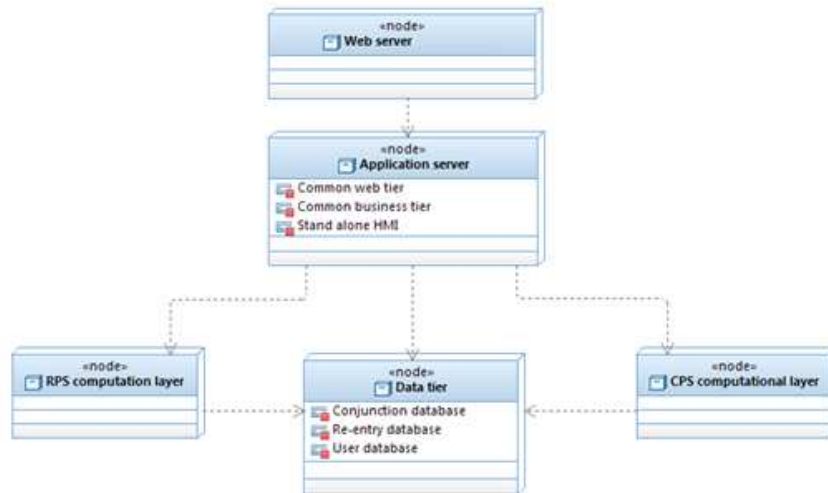 «node»
Web server
«node»
Application server
Common web tier
Common business tier
Stand alone HMI
«node»
RPS computation layer
«node»
Data tier
Conjunction database
Re-entry database
User database
«node»
CPS computational layer